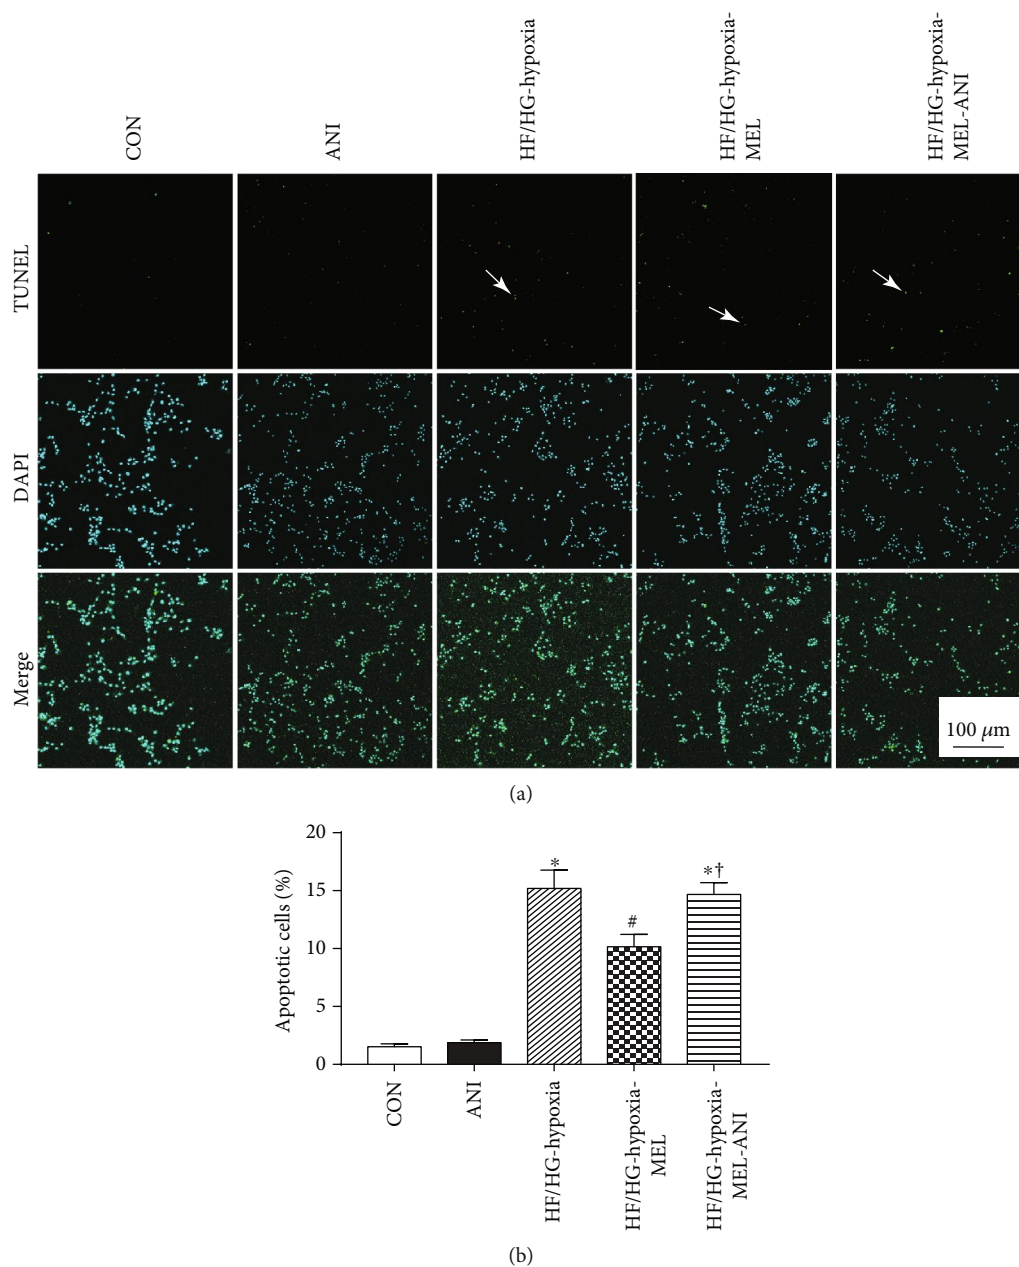 CON
ANI
HF/HG-hypoxia
HF/HG-hypoxia-
MEL
HF/HG-hypoxia-
MEL-ANI
TUNEL
DAPI
Merge
100 μm
(a)
20
15
10
5
0
Apoptotic cells (%)
*
#
*†
CON
ANI
HF/HG-hypoxia
HF/HG-hypoxia-
MEL
HF/HG-hypoxia-
MEL-ANI
(b)